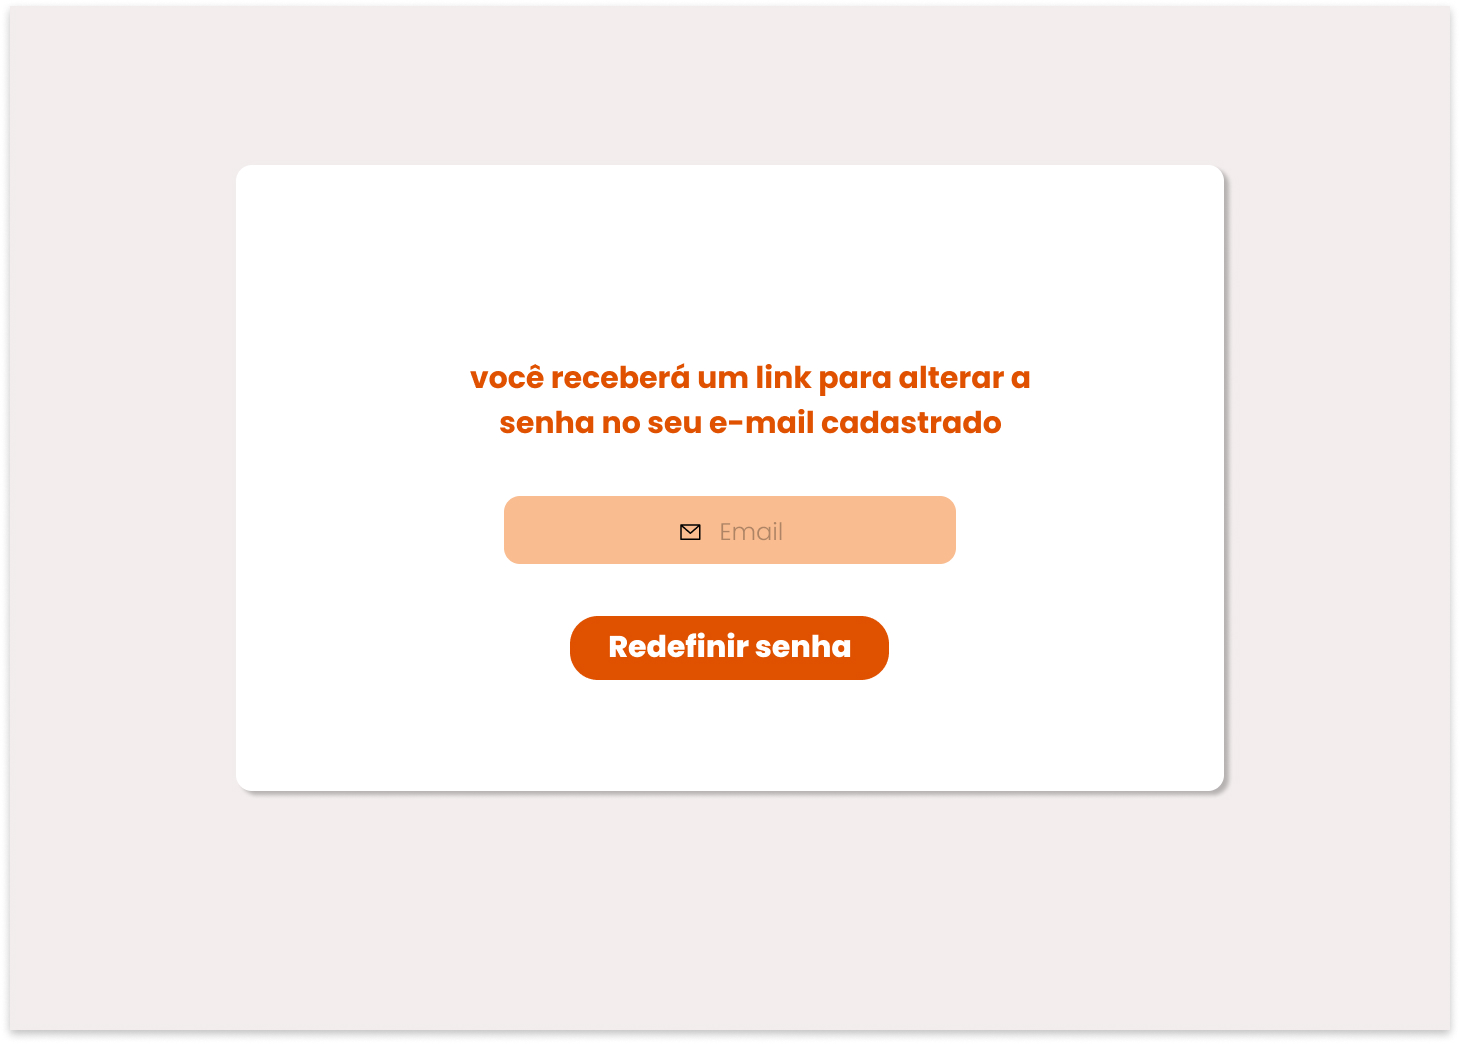 você receberá um link para alterar a
senha no seu e-mail cadastrado
Email
Redefinir senha